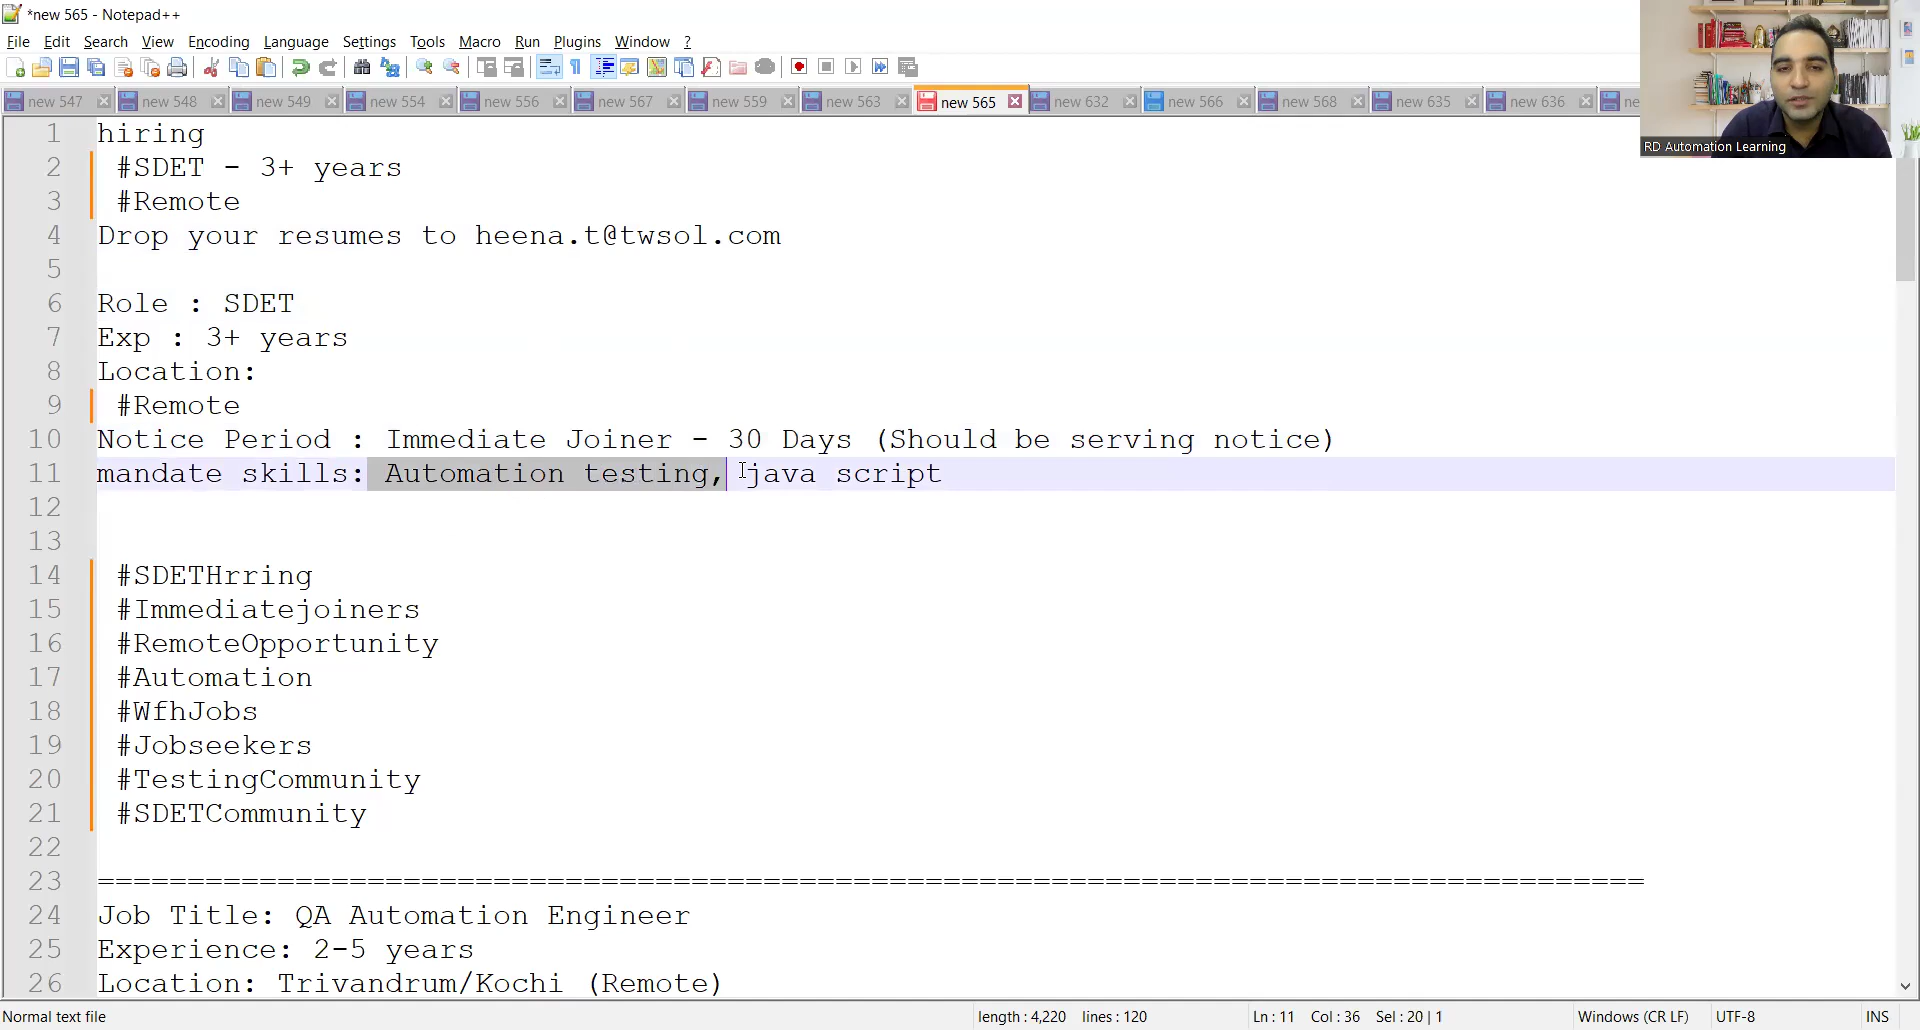 *new 565 - Notepad++
File Edit Search View Encoding Language Settings Tools Macro Run Plugins Window ?
new 547 new 548 new 549 new 554 new 556 new 567 new 559 new 563 new 565 new 632 new 566 new 568 new 635 new 636 ne
RD Automation Learning
1 hiring
2 #SDET - 3+ years
3 #Remote
4 Drop your resumes to heena.t@twsol.com
5
6 Role : SDET
7 Exp : 3+ years
8 Location:
9 #Remote
10 Notice Period : Immediate Joiner - 30 Days (Should be serving notice)
11 mandate skills: Automation testing, java script
12
13
14 #SDETHrring
15 #Immediatejoiners
16 #RemoteOpportunity
17 #Automation
18 #WfhJobs
19 #Jobseekers
20 #TestingCommunity
21 #SDETCommunity
22
23 ======================================================================================
24 Job Title: QA Automation Engineer
25 Experience: 2-5 years
26 Location: Trivandrum/Kochi (Remote)
Normal text file length : 4,220 lines : 120 Ln : 11 Col : 36 Sel : 20 | 1 Windows (CR LF) UTF-8 INS